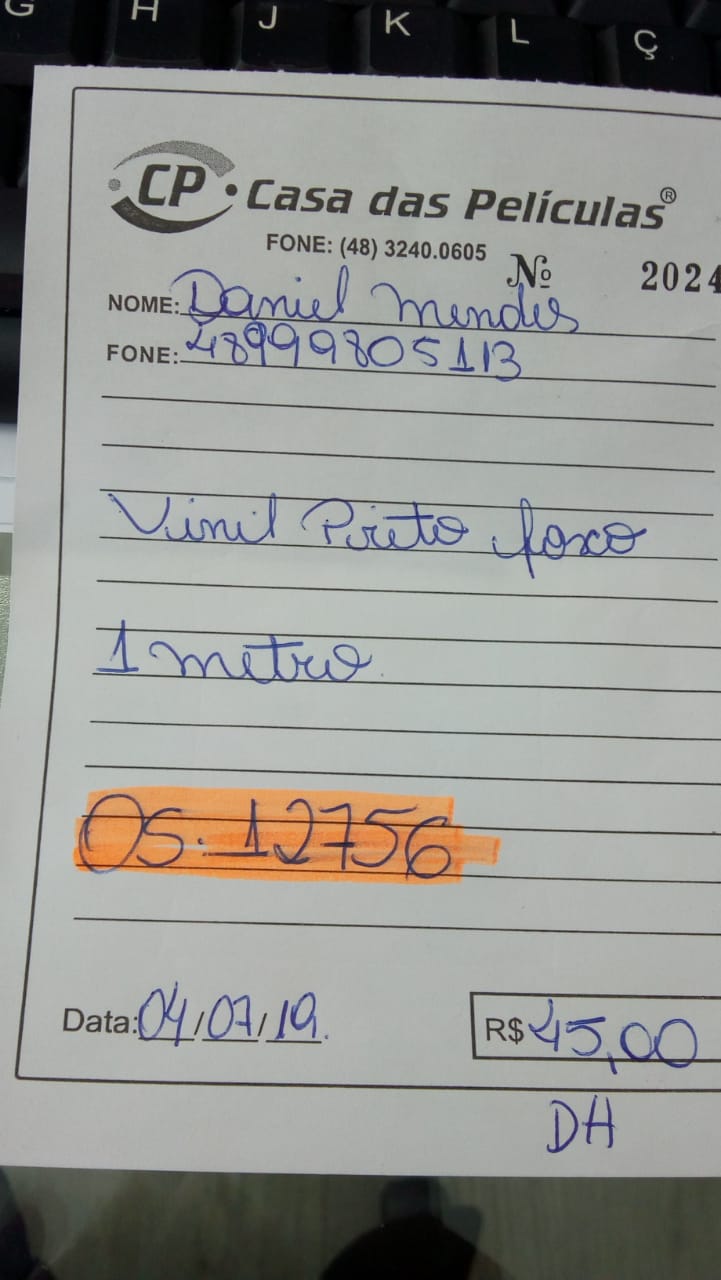 G H J K L Ç
CP • Casa das Películas®
FONE: (48) 3240.0605 Nº 2024
NOME: Daniel Mendes
FONE: 48999805113
Vinil Preto foxo
1 metro
OS. 12756
Data: 04/07/19.
R$ 45,00
DH